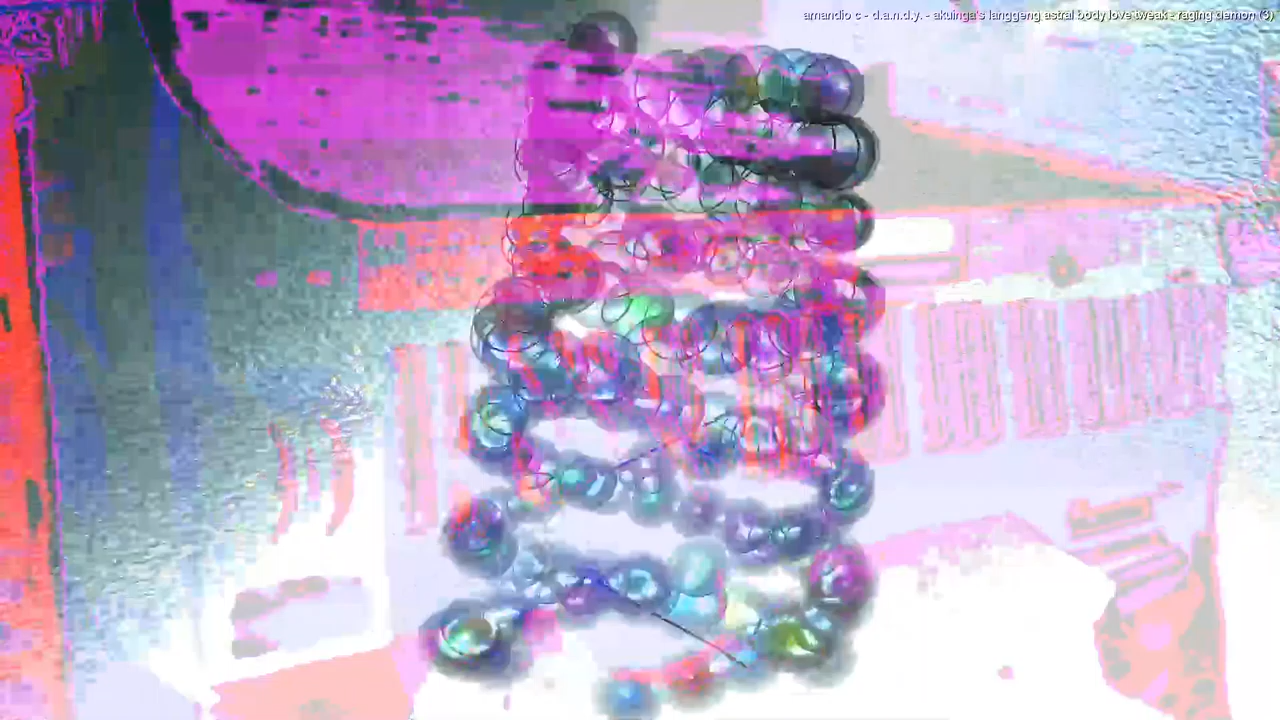 amandio c - d.a.n.d.y. - akuinga's langgeng astral body love tweak - raging demon (3)